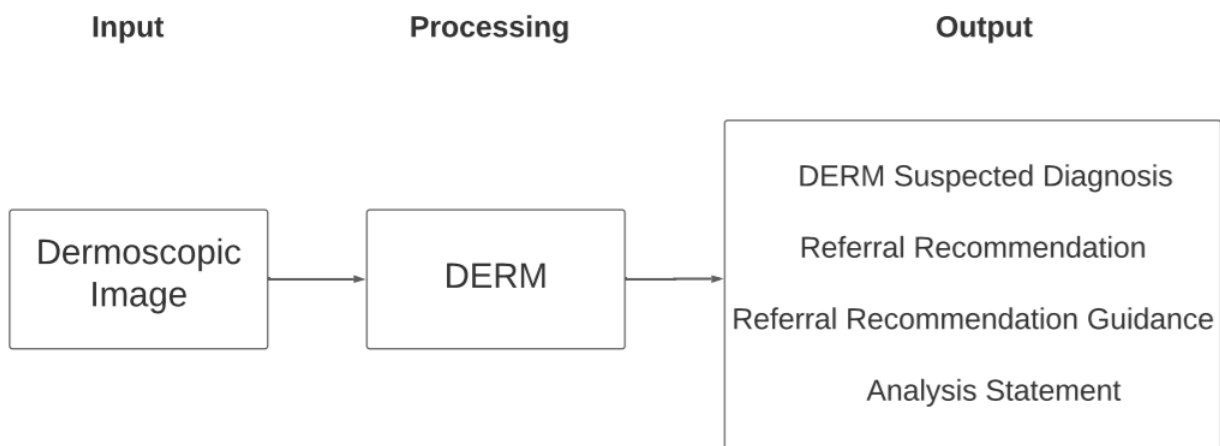 Input
Processing
Output
Dermoscopic
Image
DERM
DERM Suspected Diagnosis
Referral Recommendation
Referral Recommendation Guidance
Analysis Statement